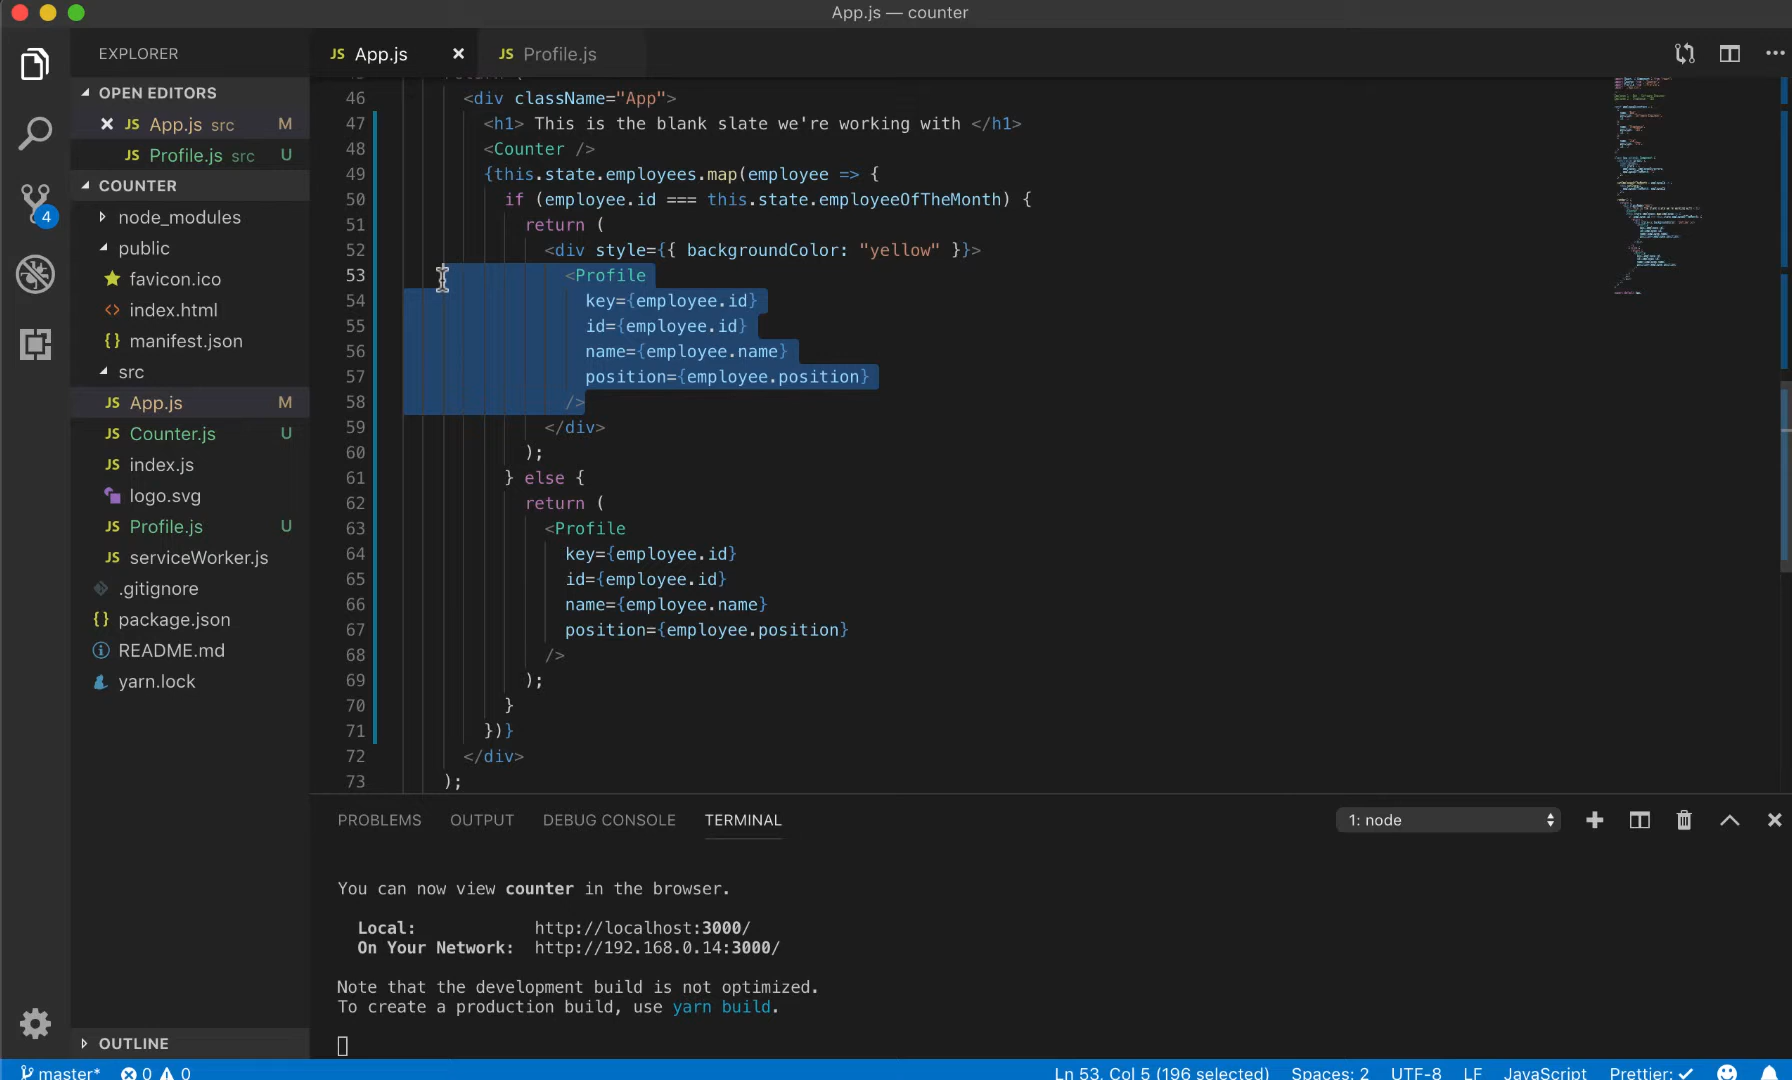 App.js — counter
EXPLORER
JS App.js
JS Profile.js
OPEN EDITORS
JS App.js src M
JS Profile.js src U
COUNTER
node_modules
public
favicon.ico
index.html
manifest.json
src
JS App.js M
JS Counter.js U
JS index.js
logo.svg
JS Profile.js U
JS serviceWorker.js
.gitignore
package.json
README.md
yarn.lock
OUTLINE
4
46 <div className="App">
47 <h1> This is the blank slate we're working with </h1>
48 <Counter />
49 {this.state.employees.map(employee => {
50 if (employee.id === this.state.employeeOfTheMonth) {
51 return (
52 <div style={{ backgroundColor: "yellow" }}>
53 <Profile
54 key={employee.id}
55 id={employee.id}
56 name={employee.name}
57 position={employee.position}
58 />
59 </div>
60 );
61 } else {
62 return (
63 <Profile
64 key={employee.id}
65 id={employee.id}
66 name={employee.name}
67 position={employee.position}
68 />
69 );
70 }
71 })}
72 </div>
73 );
PROBLEMS OUTPUT DEBUG CONSOLE TERMINAL 1: node
You can now view counter in the browser.
Local: http://localhost:3000/
On Your Network: http://192.168.0.14:3000/
Note that the development build is not optimized.
To create a production build, use yarn build.
master* 0 0 Ln 53, Col 5 (196 selected) Spaces: 2 UTF-8 LF JavaScript Prettier: ✓